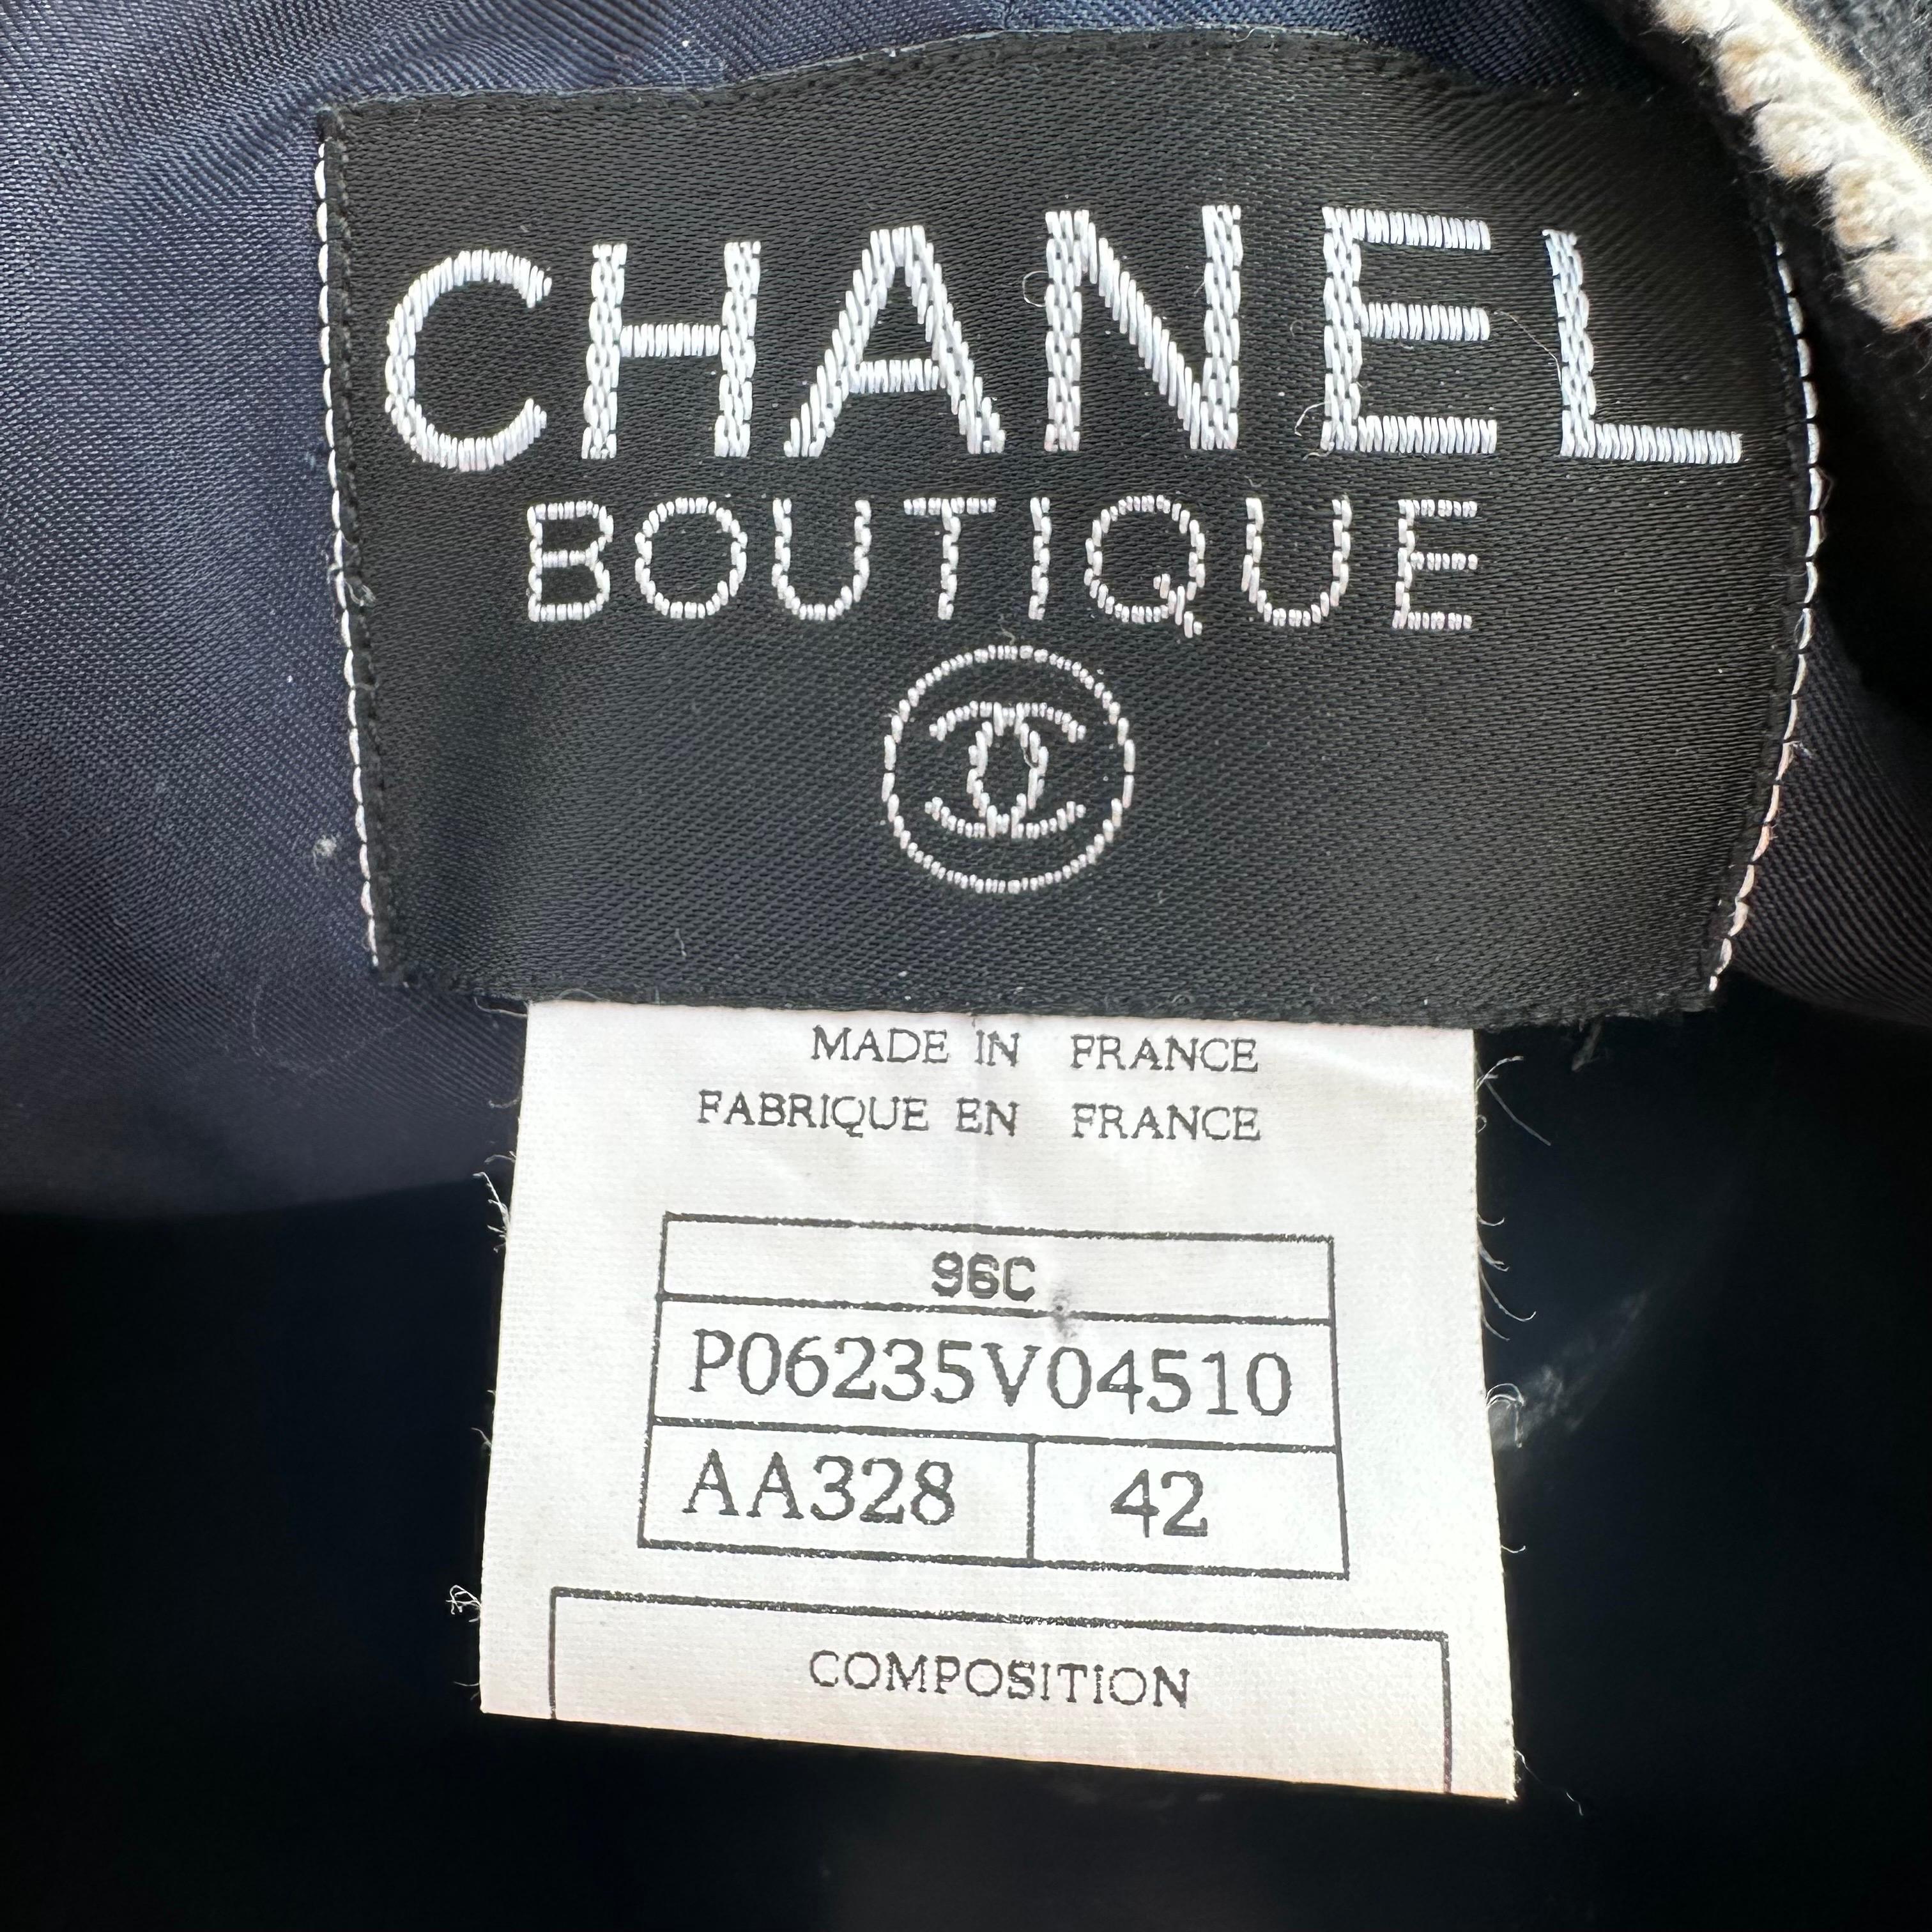 CHANEL
BOUTIQUE
MADE IN FRANCE
FABRIQUE EN FRANCE
96C
P06235V04510
AA328 42
COMPOSITION